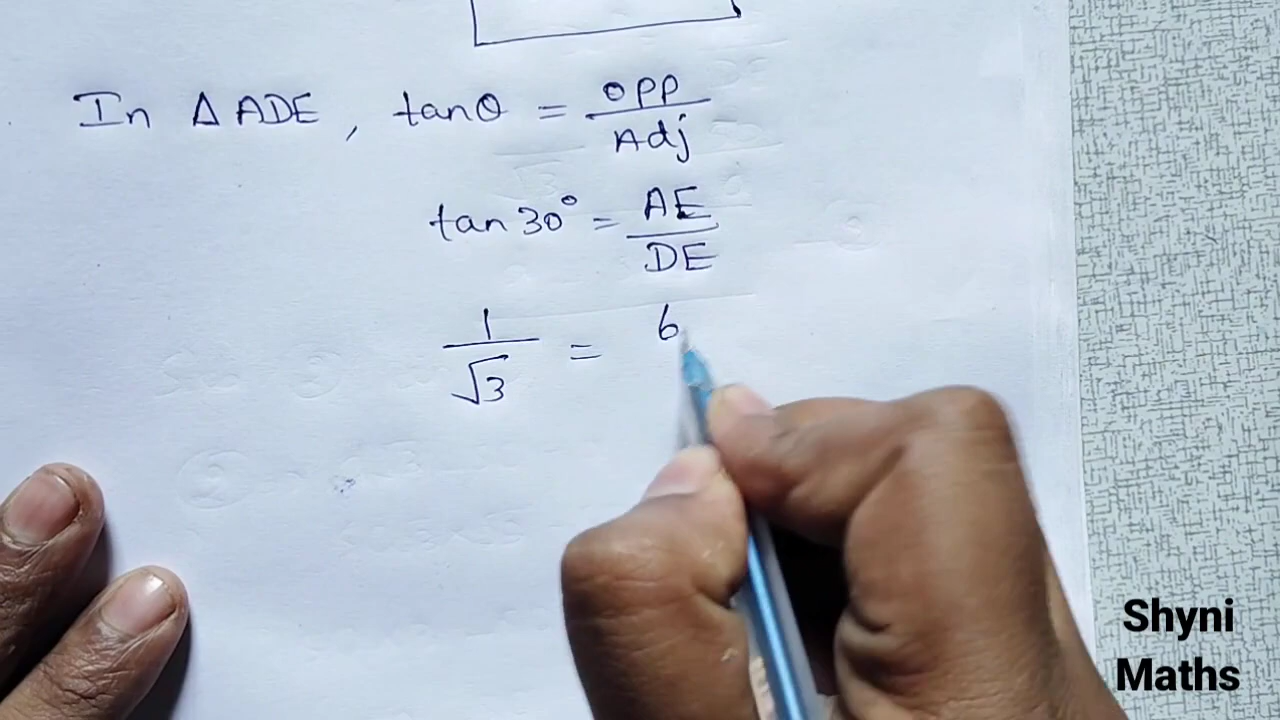 In Δ ADE, tanθ = opp / Adj
tan 30° = AE / DE
1 / √3 = 6
Shyni
Maths